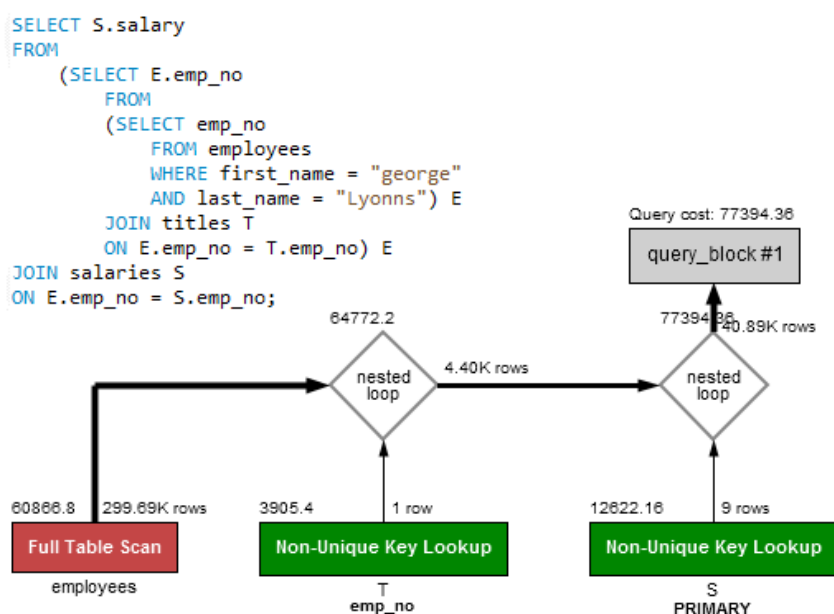 SELECT S.salary
FROM
(SELECT E.emp_no
FROM
(SELECT emp_no
FROM employees
WHERE first_name = "george"
AND last_name = "Lyonns") E
JOIN titles T
ON E.emp_no = T.emp_no) E
JOIN salaries S
ON E.emp_no = S.emp_no;
Query cost: 77394.36
query_block #1
64772.2
77394.36
40.89K rows
nested
loop
4.40K rows
nested
loop
60866.8
299.69K rows
3905.4
1 row
12622.16
9 rows
Full Table Scan
Non-Unique Key Lookup
Non-Unique Key Lookup
employees
T
emp_no
S
PRIMARY